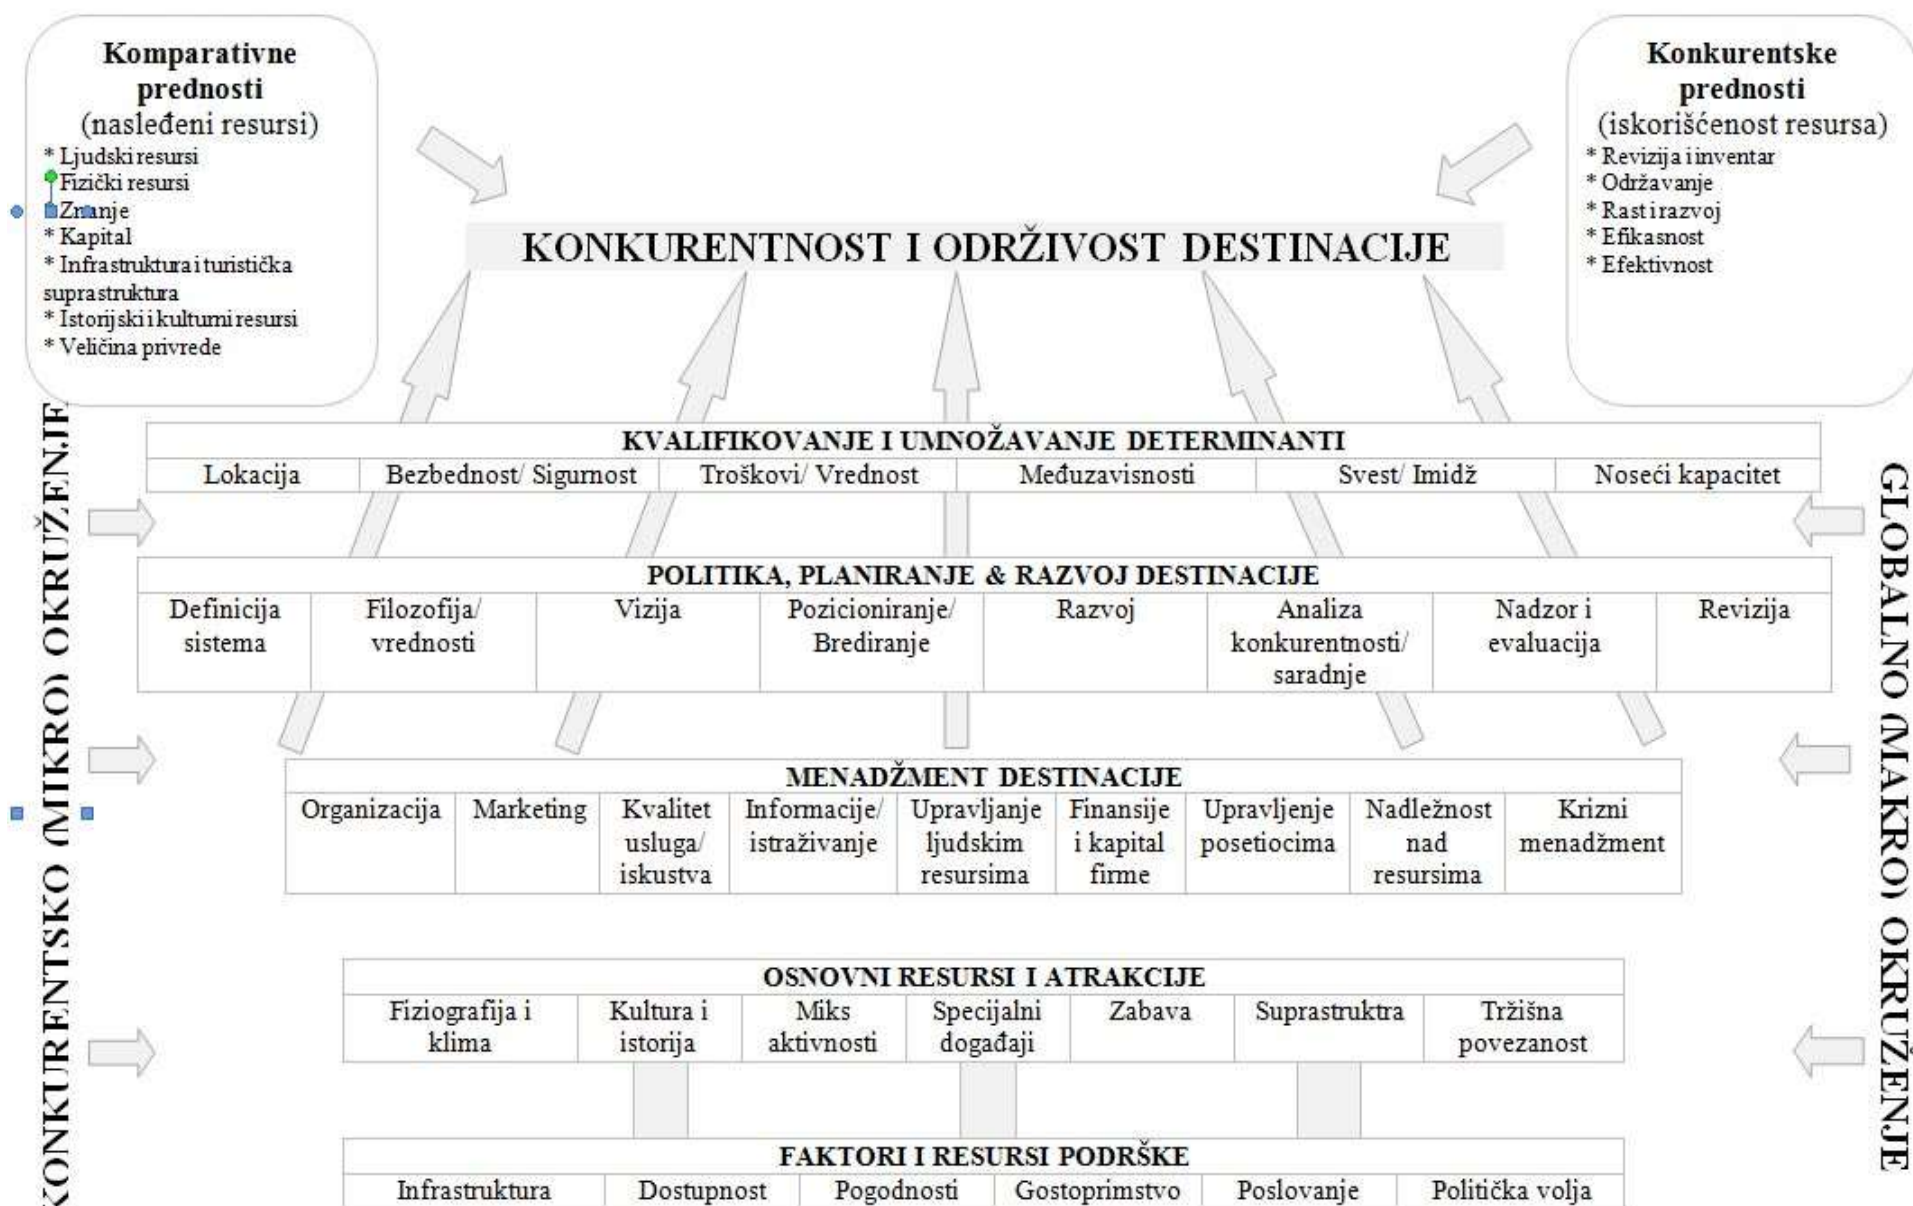 Komparativne
prednosti
(nasleđeni resursi)
* Ljudski resursi
Fizički resursi
Znanje
* Kapital
* Infrastruktura i turistička
suprastruktura
* Istorijski i kulturni resursi
* Veličina privrede
Konkurentske
prednosti
(iskorišćenost resursa)
* Revizija i inventar
* Održavanje
* Rast i razvoj
* Efikasnost
* Efektivnost
KONKURENTNOST I ODRŽIVOST DESTINACIJE
KONKURENTSKO (MIKRO) OKRUŽENJE
GLOBALNO (MAKRO) OKRUŽENJE
KVALIFIKOVANJE I UMNOŽAVANJE DETERMINANTI
Lokacija Bezbednost/ Sigurnost Troškovi/ Vrednost Međuzavisnosti Svest/ Imidž Noseći kapacitet
POLITIKA, PLANIRANJE & RAZVOJ DESTINACIJE
Definicija Filozofija/ Vizija Pozicioniranje/ Razvoj Analiza Nadzor i Revizija
sistema vrednosti Brediranje konkurentnosti/ evaluacija
saradnje
MENADŽMENT DESTINACIJE
Organizacija Marketing Kvalitet Informacije/ Upravljanje Finansije Upravljenje Nadležnost Krizni
usluga/ istraživanje ljudskim i kapital posetiocima nad menadžment
iskustva resursima firme resursima
OSNOVNI RESURSI I ATRAKCIJE
Fiziografija i Kultura i Miks Specijalni Zabava Suprastruktra Tržišna
klima istorija aktivnosti događaji povezanost
FAKTORI I RESURSI PODRŠKE
Infrastruktura Dostupnost Pogodnosti Gostoprimstvo Poslovanje Politička volja